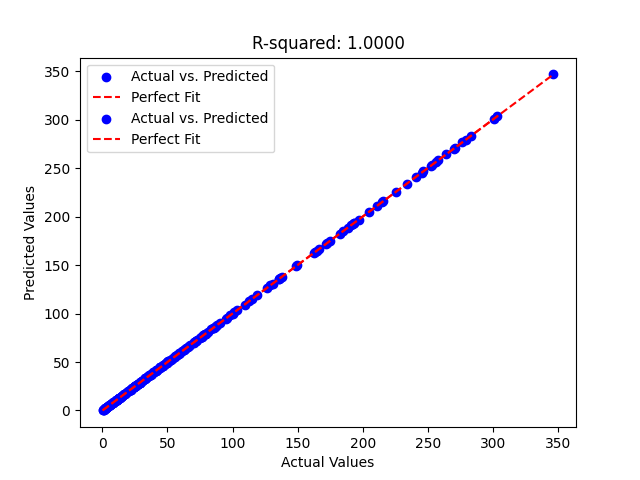 R-squared: 1.0000
Actual vs. Predicted
Perfect Fit
Actual vs. Predicted
Perfect Fit
Predicted Values
350
300
250
200
150
100
50
0
0 50 100 150 200 250 300 350
Actual Values